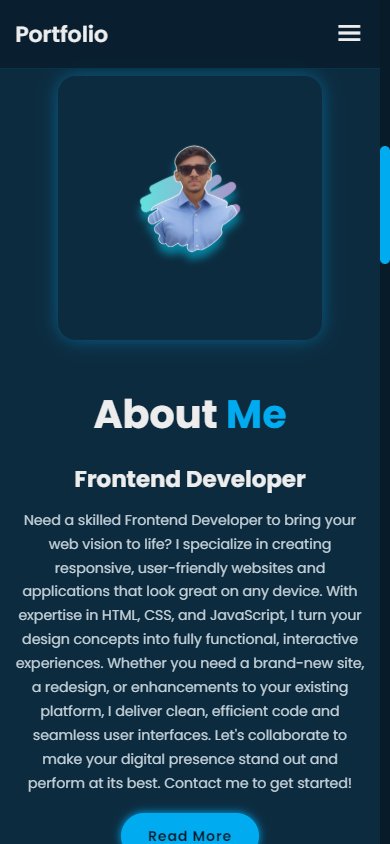 Portfolio
About Me
Frontend Developer
Need a skilled Frontend Developer to bring your
web vision to life? I specialize in creating
responsive, user-friendly websites and
applications that look great on any device. With
expertise in HTML, CSS, and JavaScript, I turn your
design concepts into fully functional, interactive
experiences. Whether you need a brand-new site,
a redesign, or enhancements to your existing
platform, I deliver clean, efficient code and
seamless user interfaces. Let's collaborate to
make your digital presence stand out and
perform at its best. Contact me to get started!
Read More